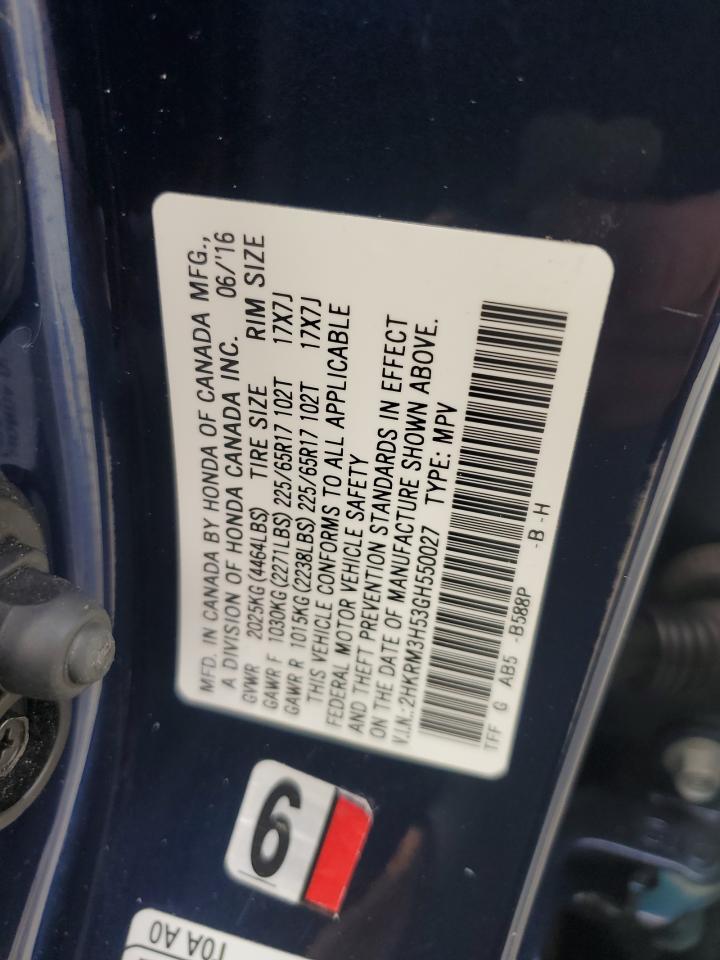 MFD. IN CANADA BY HONDA OF CANADA MFG.,
A DIVISION OF HONDA CANADA INC. 06/'16
GVWR 2025KG (4464LBS) TIRE SIZE RIM SIZE
GAWR F 1030KG (2271LBS) 225/65R17 102T 17X7J
GAWR R 1015KG (2238LBS) 225/65R17 102T 17X7J
THIS VEHICLE CONFORMS TO ALL APPLICABLE
FEDERAL MOTOR VEHICLE SAFETY
AND THEFT PREVENTION STANDARDS IN EFFECT
ON THE DATE OF MANUFACTURE SHOWN ABOVE.
V.I.N.:2HKRM3H53GH550027 TYPE: MPV
TFF G AB5 -B588P -B -H
6
TOA AO